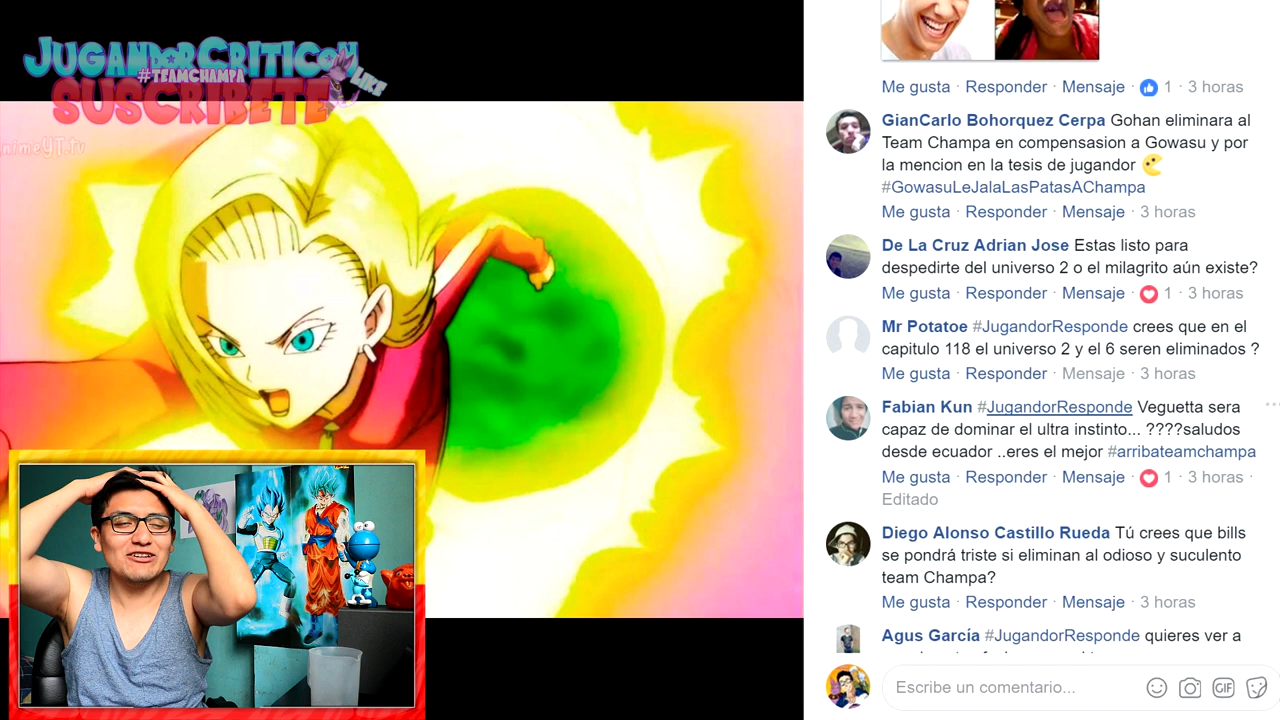 JUGANDORCRITICO
#TEAMCHAMPA
LIKE
SUSCRIBETE
nimeYT.tv
Me gusta · Responder · Mensaje · 1 · 3 horas
GianCarlo Bohorquez Cerpa Gohan eliminara al
Team Champa en compensasion a Gowasu y por
la mencion en la tesis de jugandor
#GowasuLeJalaLasPatasAChampa
Me gusta · Responder · Mensaje · 3 horas
De La Cruz Adrian Jose Estas listo para
despedirte del universo 2 o el milagrito aún existe?
Me gusta · Responder · Mensaje · 1 · 3 horas
Mr Potatoe #JugandorResponde crees que en el
capitulo 118 el universo 2 y el 6 seren eliminados ?
Me gusta · Responder · Mensaje · 3 horas
Fabian Kun #JugandorResponde Veguetta sera
capaz de dominar el ultra instinto... ????saludos
desde ecuador ..eres el mejor #arribateamchampa
Me gusta · Responder · Mensaje · 1 · 3 horas ·
Editado
Diego Alonso Castillo Rueda Tú crees que bills
se pondrá triste si eliminan al odioso y suculento
team Champa?
Me gusta · Responder · Mensaje · 3 horas
Agus García #JugandorResponde quieres ver a
Escribe un comentario...
GIF